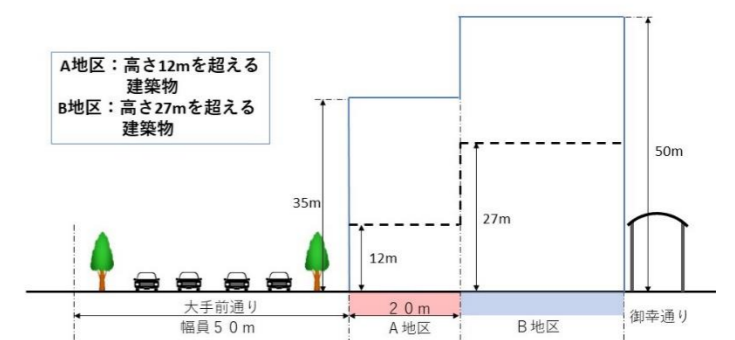 A地区：高さ12mを超える
建築物
B地区：高さ27mを超える
建築物
50m
35m
27m
12m
大手前通り
幅員５０ｍ
２０ｍ
A地区
B地区
御幸通り